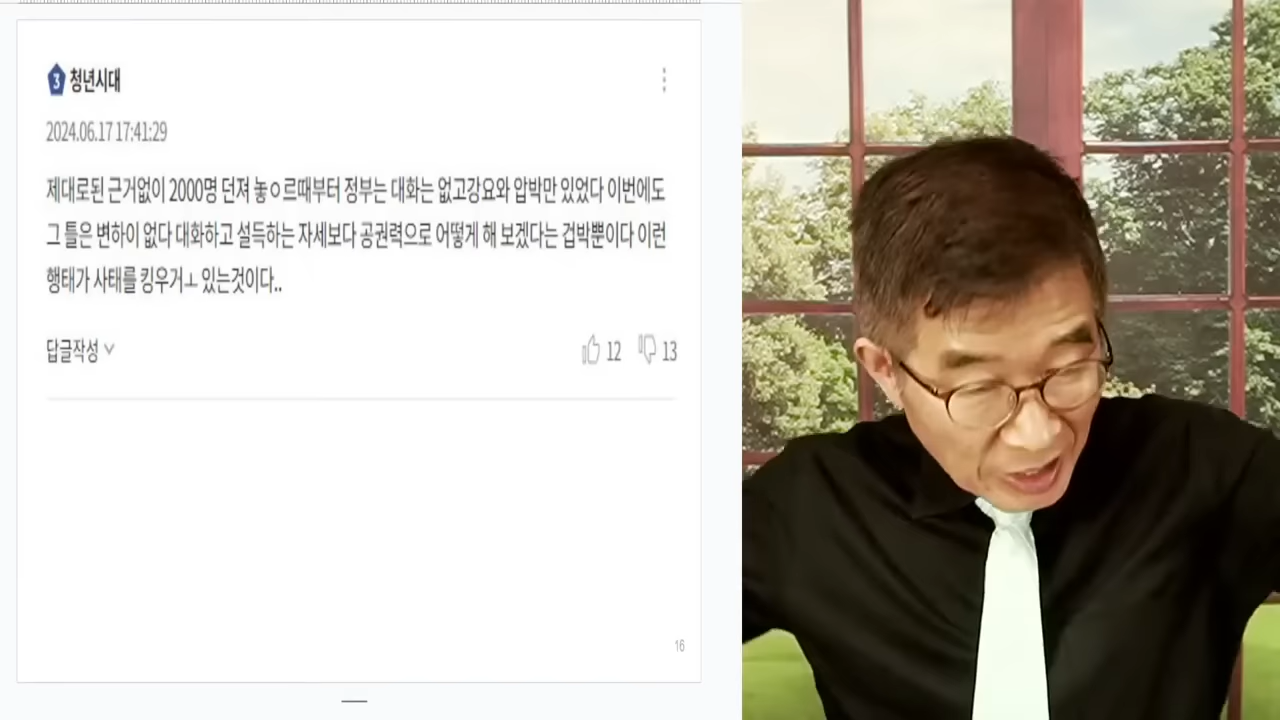 3 청년시대
2024.06.17 17:41:29
제대로된 근거없이 2000명 던져 놓ㅇㅡ르때부터 정부는 대화는 없고강요와 압박만 있었다 이번에도
그 틀은 변하이 없다 대화하고 설득하는 자세보다 공권력으로 어떻게 해 보겠다는 겁박뿐이다 이런
행태가 사태를 킹우거ㅗ 있는것이다..
답글작성
12 13
16